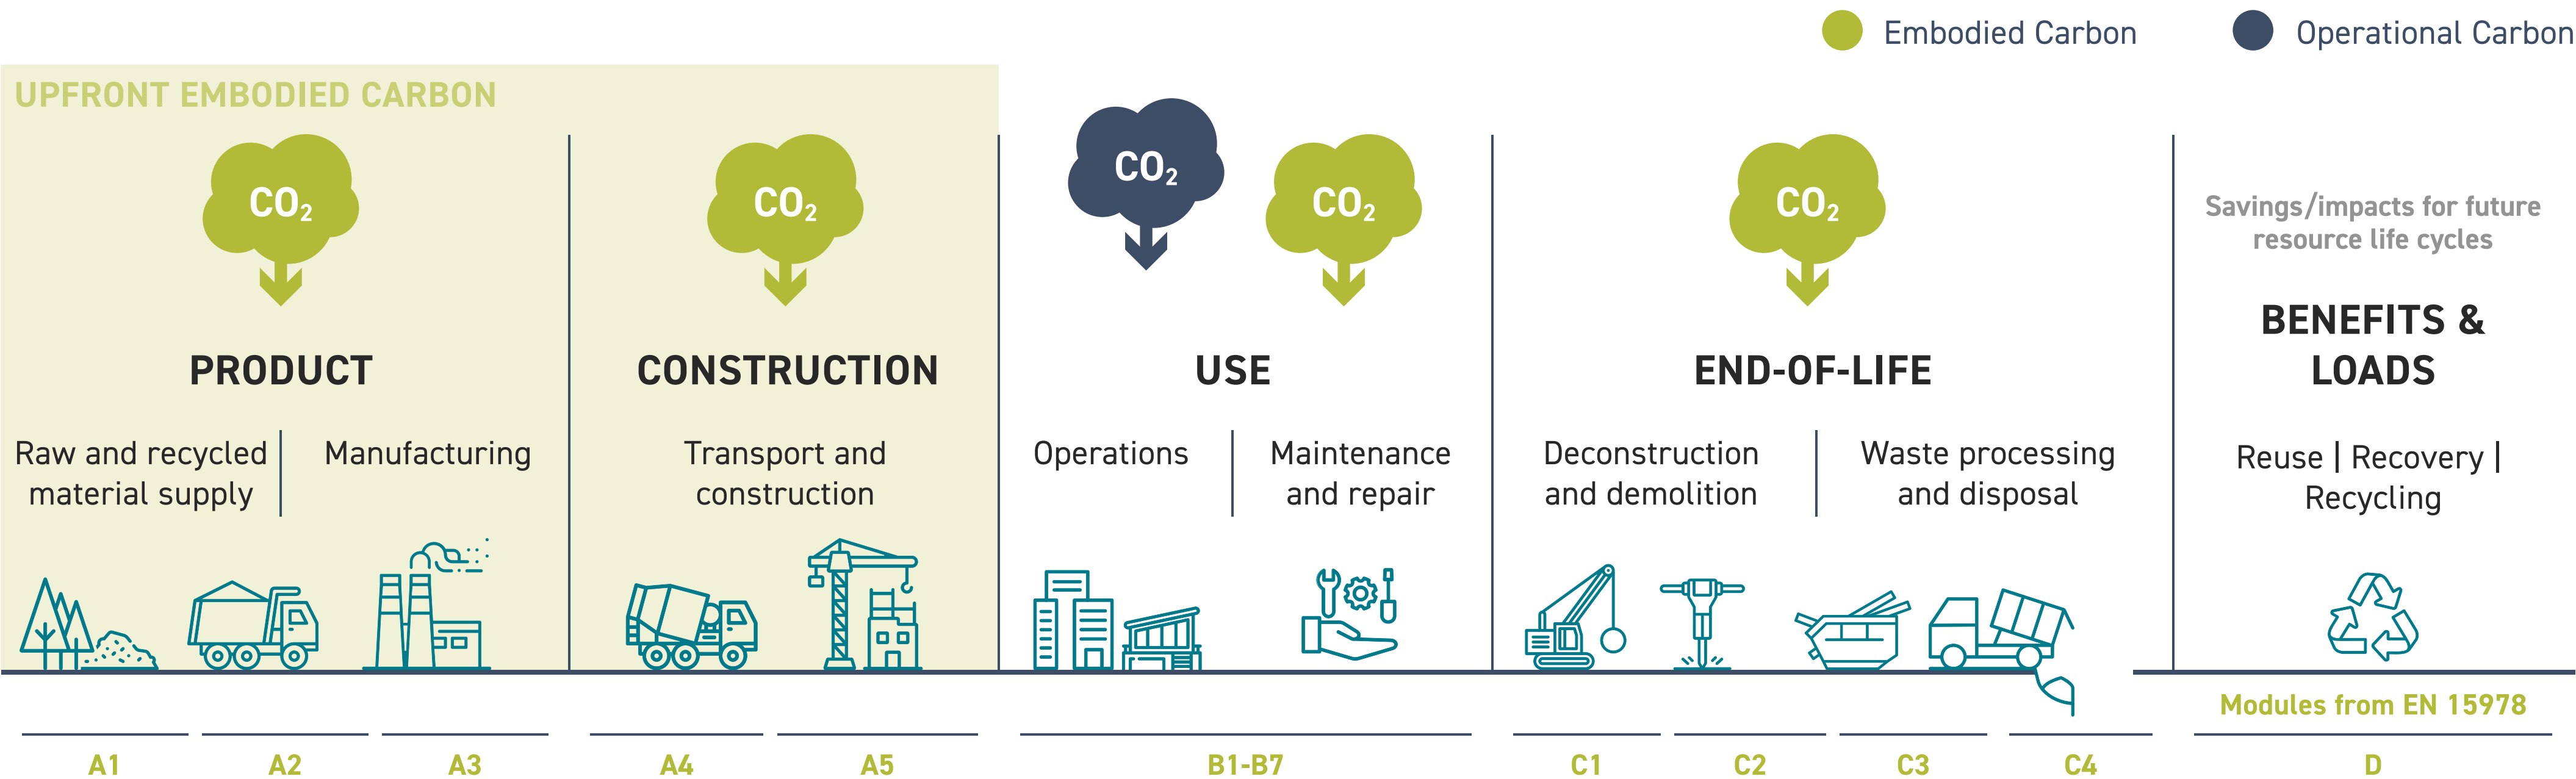 Embodied Carbon
Operational Carbon
UPFRONT EMBODIED CARBON
CO₂
CO₂
CO₂
CO₂
CO₂
Savings/impacts for future
resource life cycles
PRODUCT
CONSTRUCTION
USE
END-OF-LIFE
BENEFITS &
LOADS
Raw and recycled
material supply
Manufacturing
Transport and
construction
Operations
Maintenance
and repair
Deconstruction
and demolition
Waste processing
and disposal
Reuse | Recovery |
Recycling
Modules from EN 15978
A1
A2
A3
A4
A5
B1-B7
C1
C2
C3
C4
D